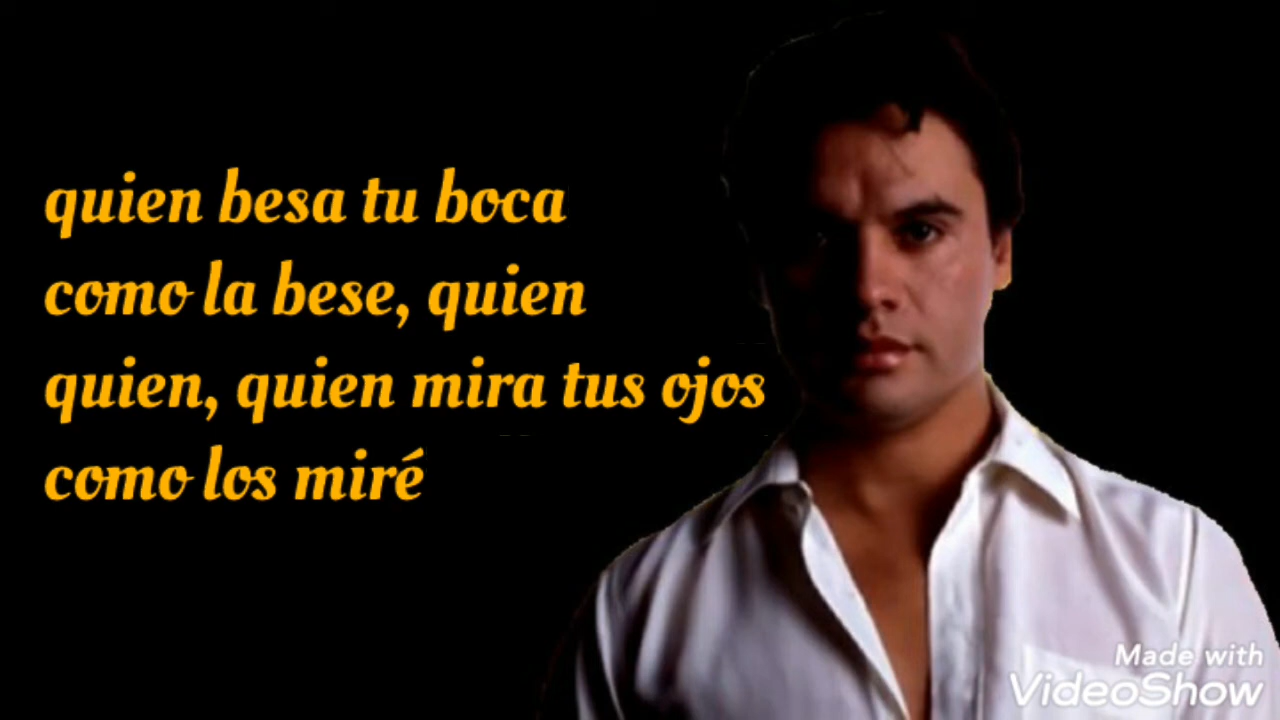 quien besa tu boca
como la bese, quien
quien, quien mira tus ojos
como los miré
Made with
VideoShow